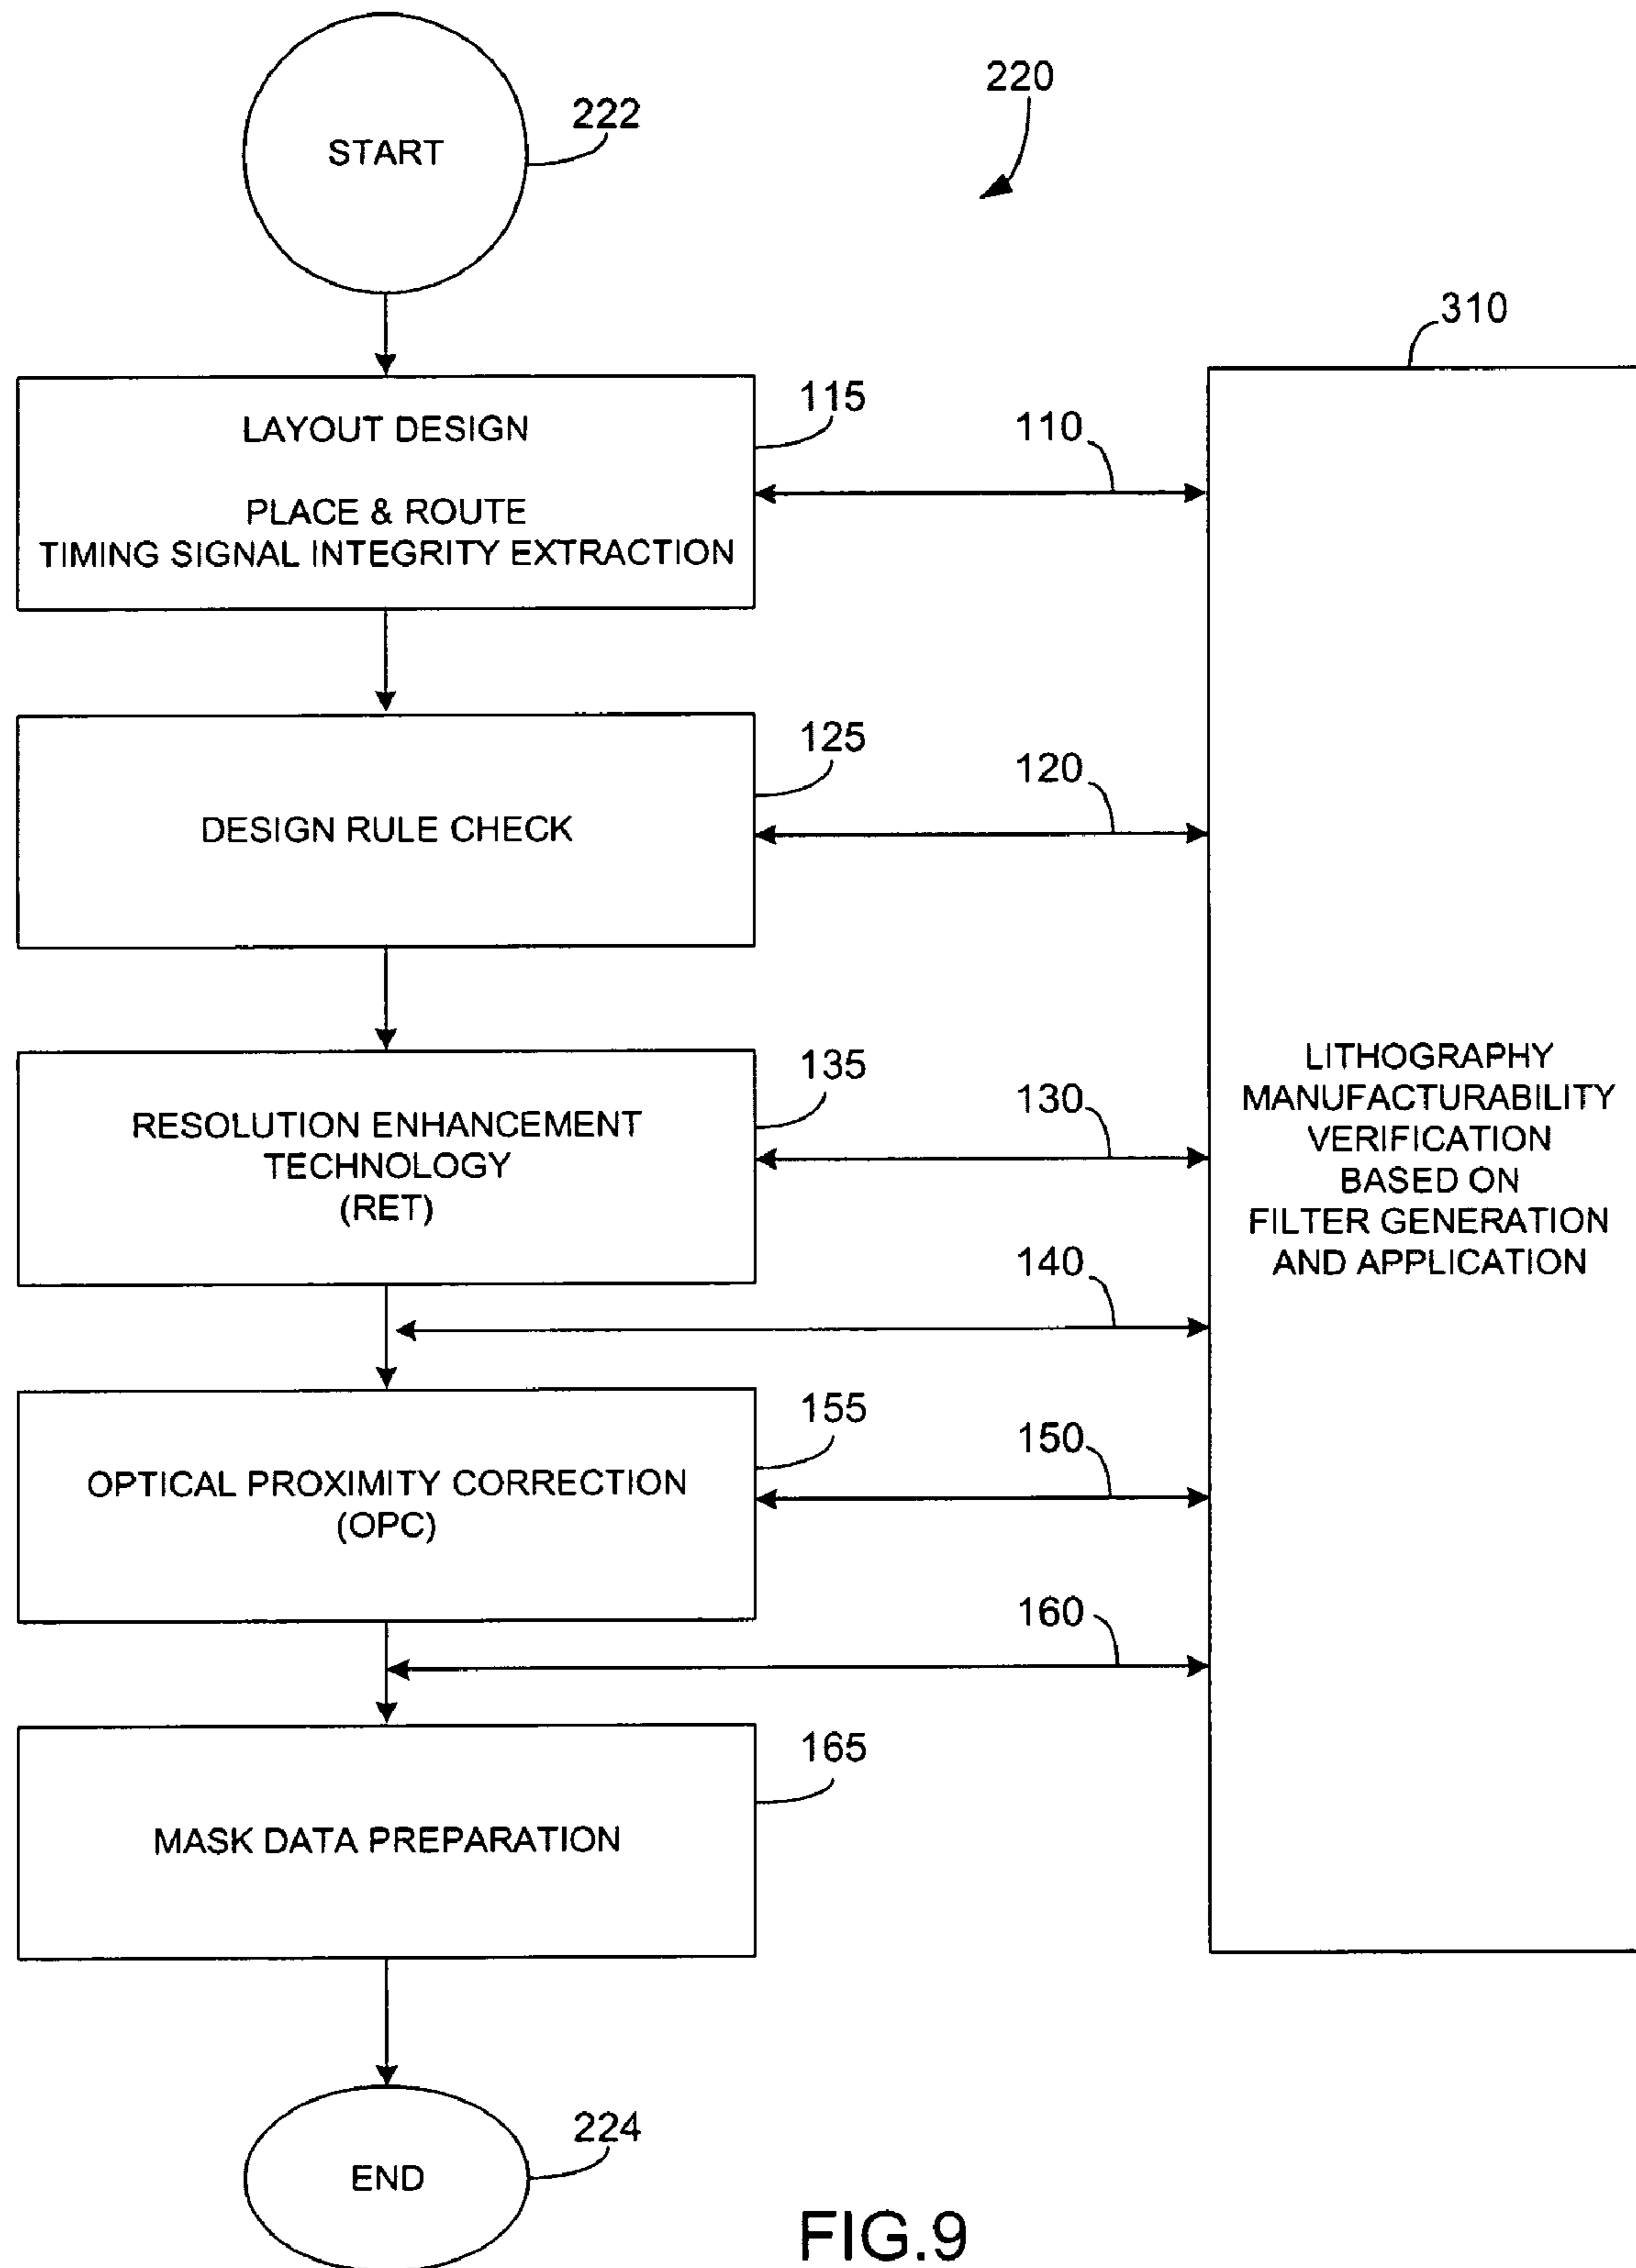 START
222
220
310
LAYOUT DESIGN
PLACE & ROUTE
TIMING SIGNAL INTEGRITY EXTRACTION
115
110
DESIGN RULE CHECK
125
120
RESOLUTION ENHANCEMENT
TECHNOLOGY
(RET)
135
130
140
LITHOGRAPHY
MANUFACTURABILITY
VERIFICATION
BASED ON
FILTER GENERATION
AND APPLICATION
OPTICAL PROXIMITY CORRECTION
(OPC)
155
150
160
MASK DATA PREPARATION
165
END
224
FIG.9